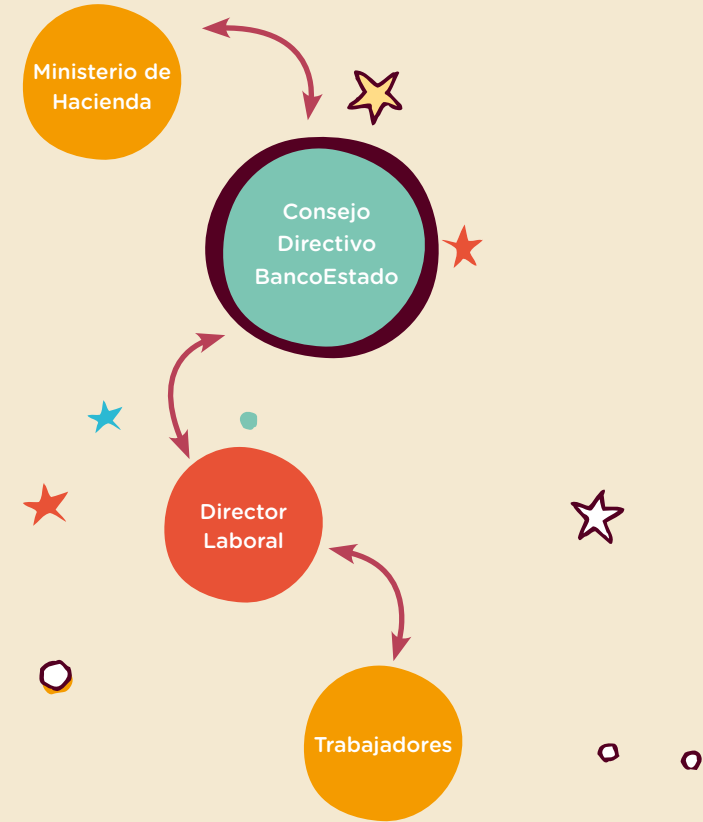 Ministerio de
Hacienda
Consejo
Directivo
BancoEstado
Director
Laboral
Trabajadores